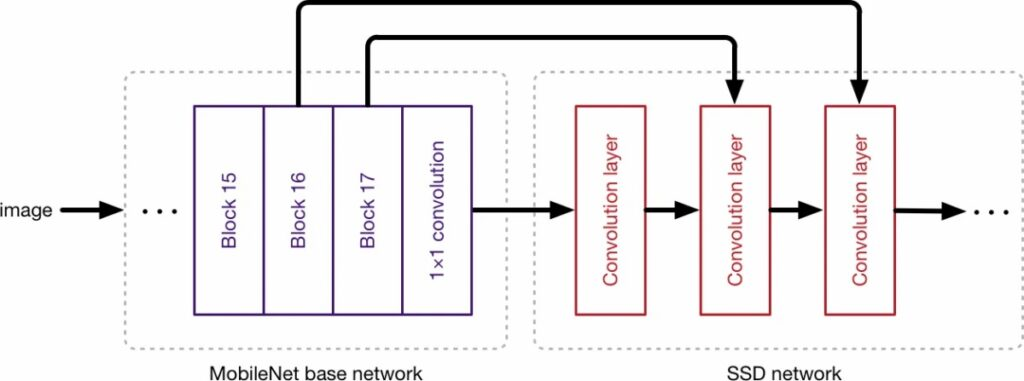 image
...
Block 15
Block 16
Block 17
1×1 convolution
Convolution layer
Convolution layer
Convolution layer
...
MobileNet base network
SSD network